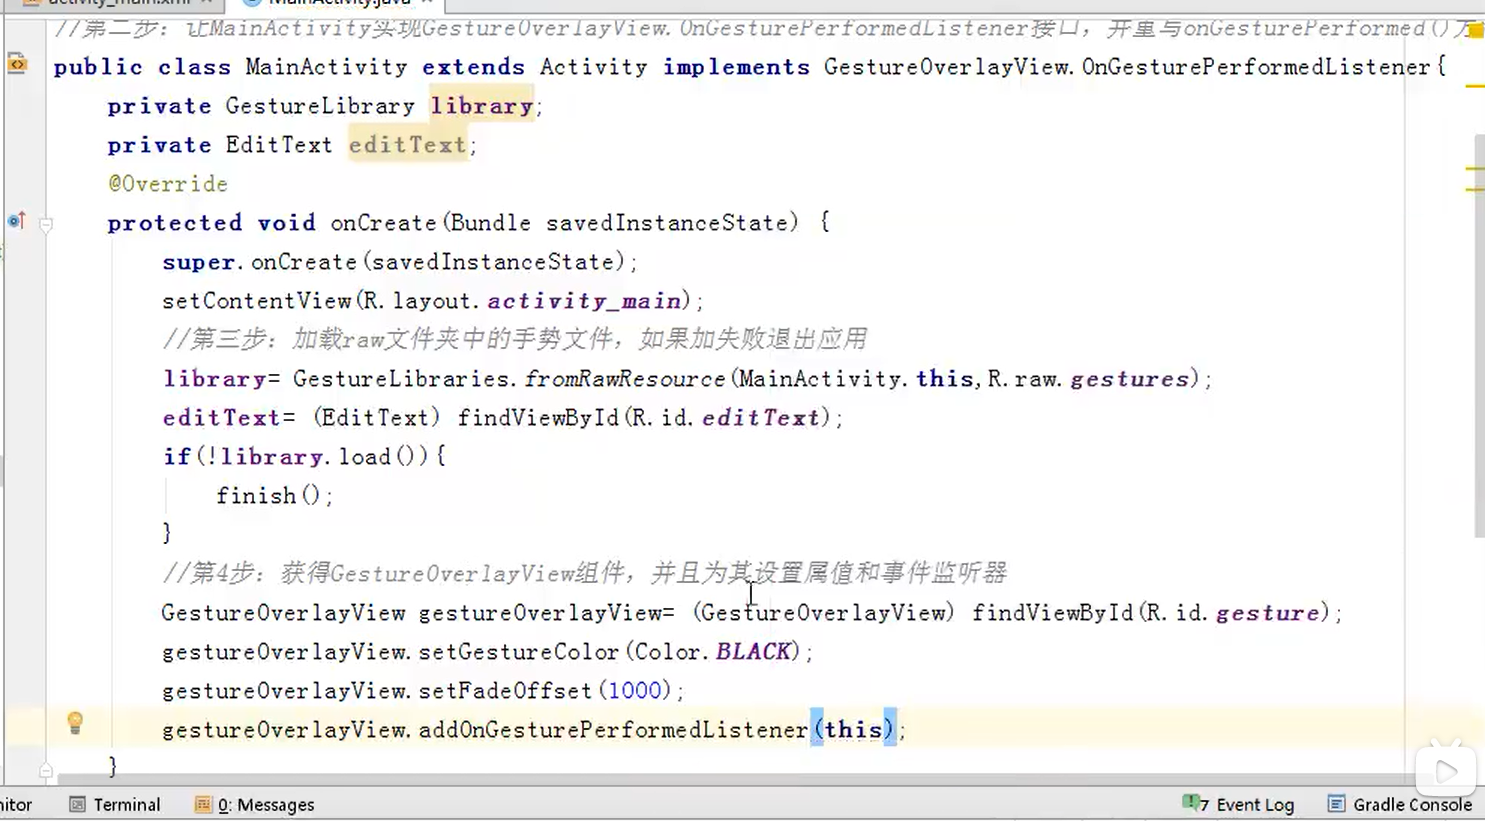 activity_main.xml
MainActivity.java
//第二步：让MainActivity实现GestureOverlayView.OnGesturePerformedListener接口，并重写onGesturePerformed()方
public class MainActivity extends Activity implements GestureOverlayView.OnGesturePerformedListener{
private GestureLibrary library;
private EditText editText;
@Override
protected void onCreate(Bundle savedInstanceState) {
super.onCreate(savedInstanceState);
setContentView(R.layout.activity_main);
//第三步：加载raw文件夹中的手势文件，如果加失败退出应用
library= GestureLibraries.fromRawResource(MainActivity.this,R.raw.gestures);
editText= (EditText) findViewById(R.id.editText);
if(!library.load()){
finish();
}
//第4步：获得GestureOverlayView组件，并且为其设置属值和事件监听器
GestureOverlayView gestureOverlayView= (GestureOverlayView) findViewById(R.id.gesture);
gestureOverlayView.setGestureColor(Color.BLACK);
gestureOverlayView.setFadeOffset(1000);
gestureOverlayView.addOnGesturePerformedListener(this);
}
nitor Terminal 0: Messages 7 Event Log Gradle Console